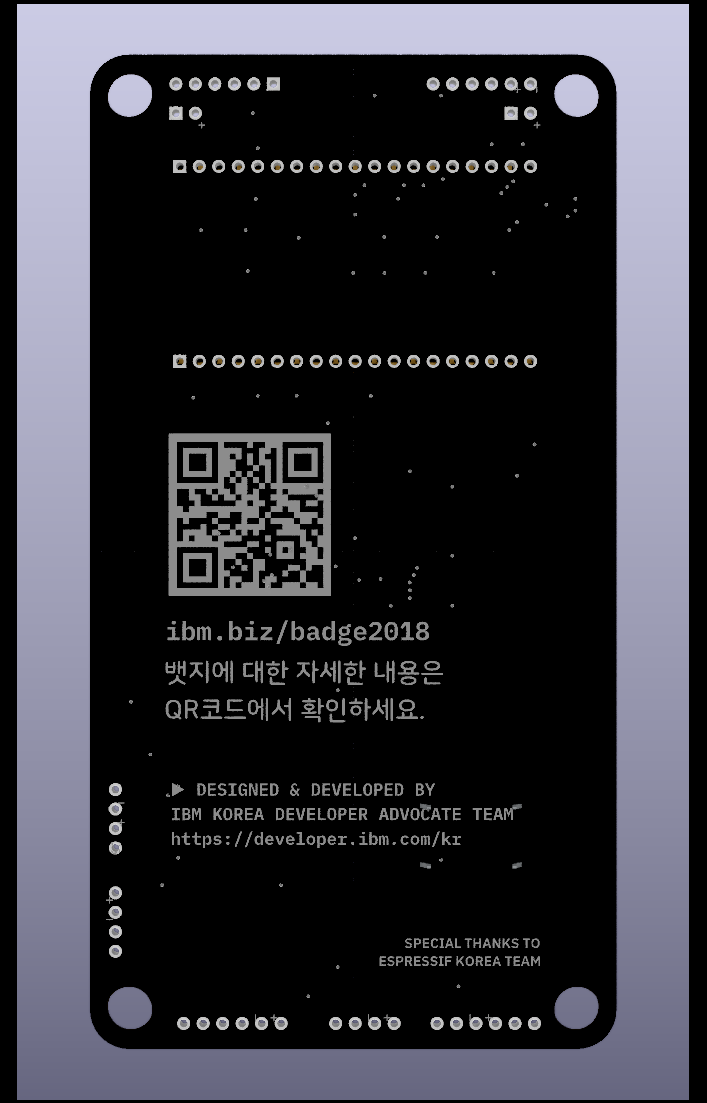 ibm.biz/badge2018
뱃지에 대한 자세한 내용은
QR코드에서 확인하세요.
▶ DESIGNED & DEVELOPED BY
IBM KOREA DEVELOPER ADVOCATE TEAM
https://developer.ibm.com/kr
SPECIAL THANKS TO
ESPRESSIF KOREA TEAM